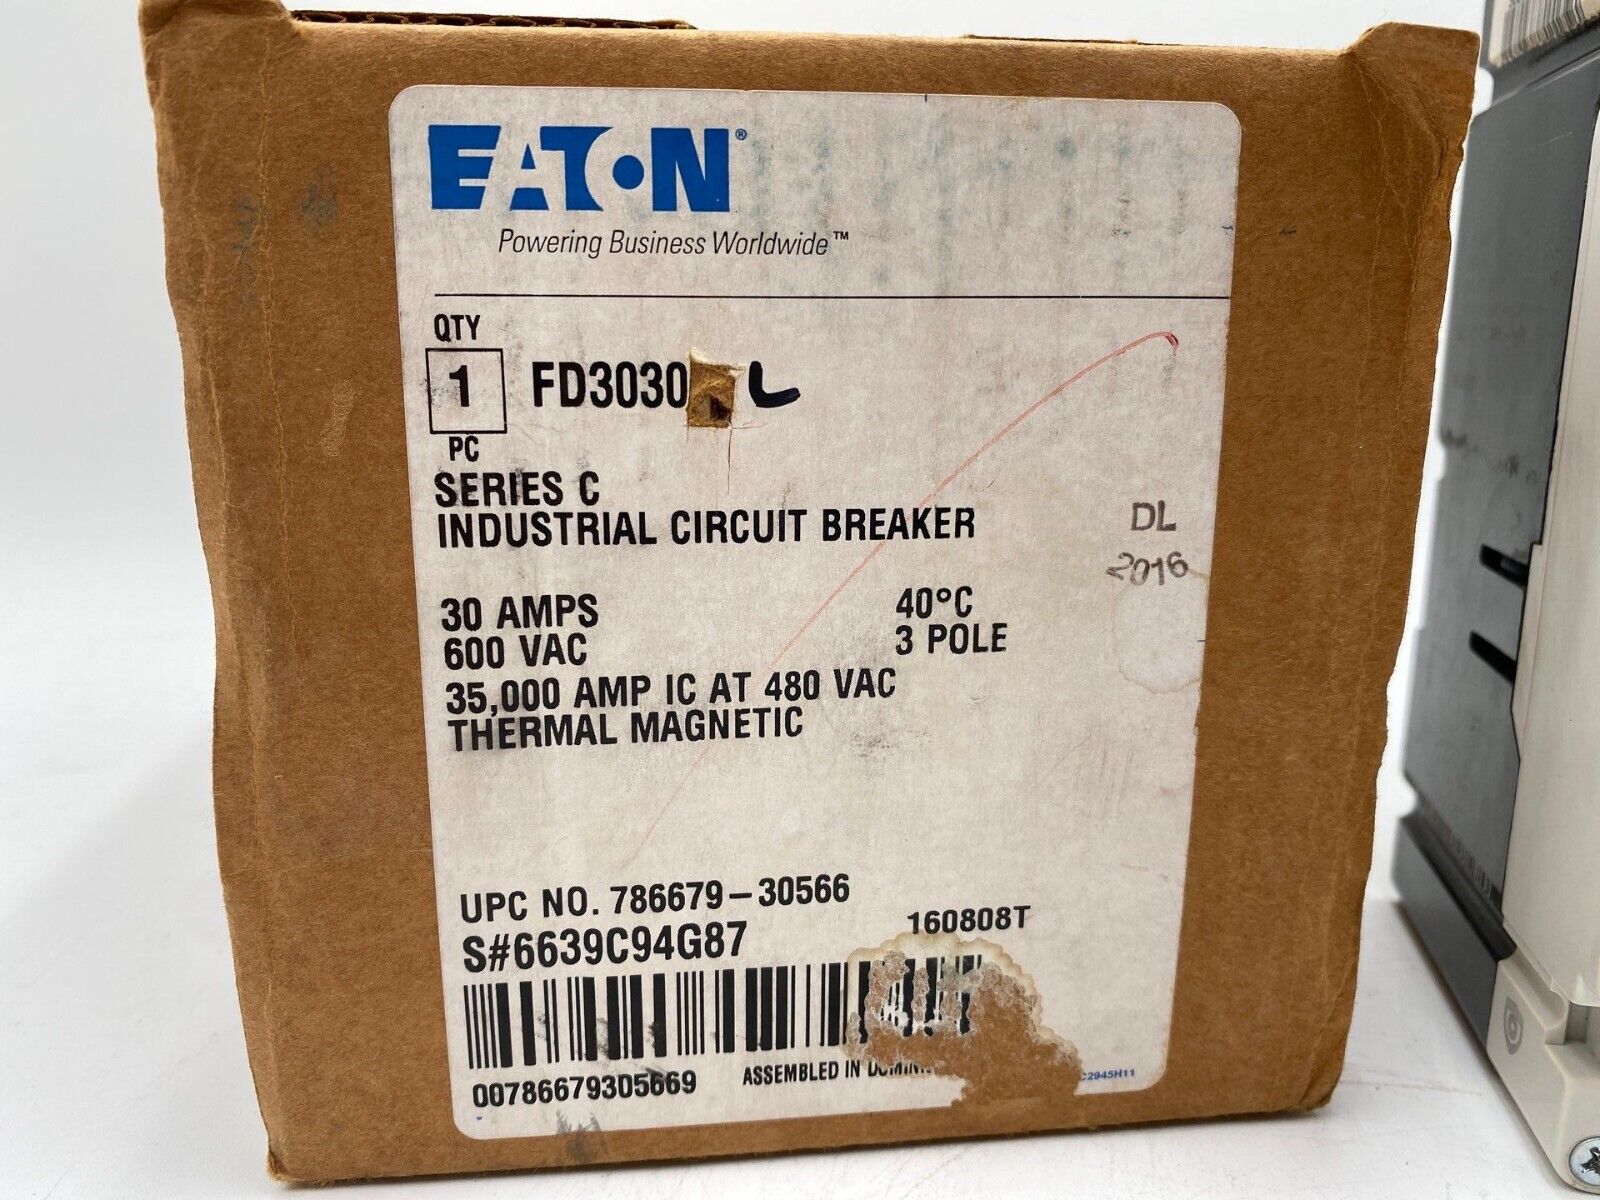 EATON®
Powering Business Worldwide™
QTY
1 FD3030 L
PC
SERIES C
INDUSTRIAL CIRCUIT BREAKER
DL
2016
30 AMPS 40°C
600 VAC 3 POLE
35,000 AMP IC AT 480 VAC
THERMAL MAGNETIC
UPC NO. 786679-30566
S#6639C94G87 160808T
00786679305669 ASSEMBLED IN C2945H11